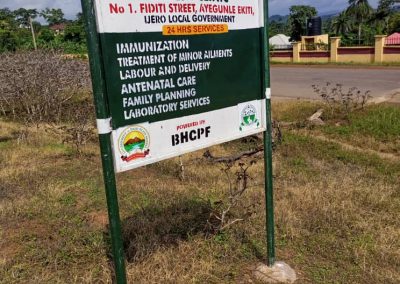 No 1. FIDITI STREET, AYEGUNLE EKITI,
IJERO LOCAL GOVERNMENT
24 HRS SERVICES
IMMUNIZATION
TREATMENT OF MINOR AILMENTS
LABOUR AND DELIVERY
ANTENATAL CARE
FAMILY PLANNING
LABORATORY SERVICES
POWERED BY
BHCPF